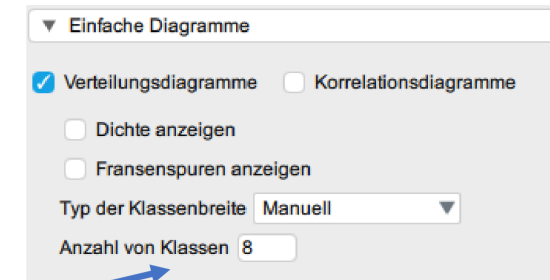 Einfache Diagramme
Verteilungsdiagramme Korrelationsdiagramme
Dichte anzeigen
Fransenspuren anzeigen
Typ der Klassenbreite Manuell
Anzahl von Klassen 8